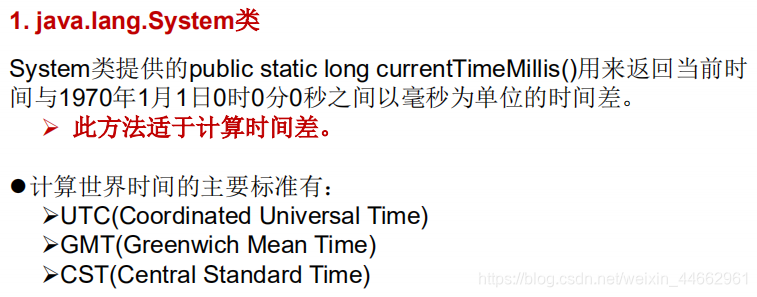 1. java.lang.System类
System类提供的public static long currentTimeMillis()用来返回当前时
间与1970年1月1日0时0分0秒之间以毫秒为单位的时间差。
➢ 此方法适于计算时间差。
●计算世界时间的主要标准有：
➢UTC(Coordinated Universal Time)
➢GMT(Greenwich Mean Time)
➢CST(Central Standard Time)
https://blog.csdn.net/weixin_44662961